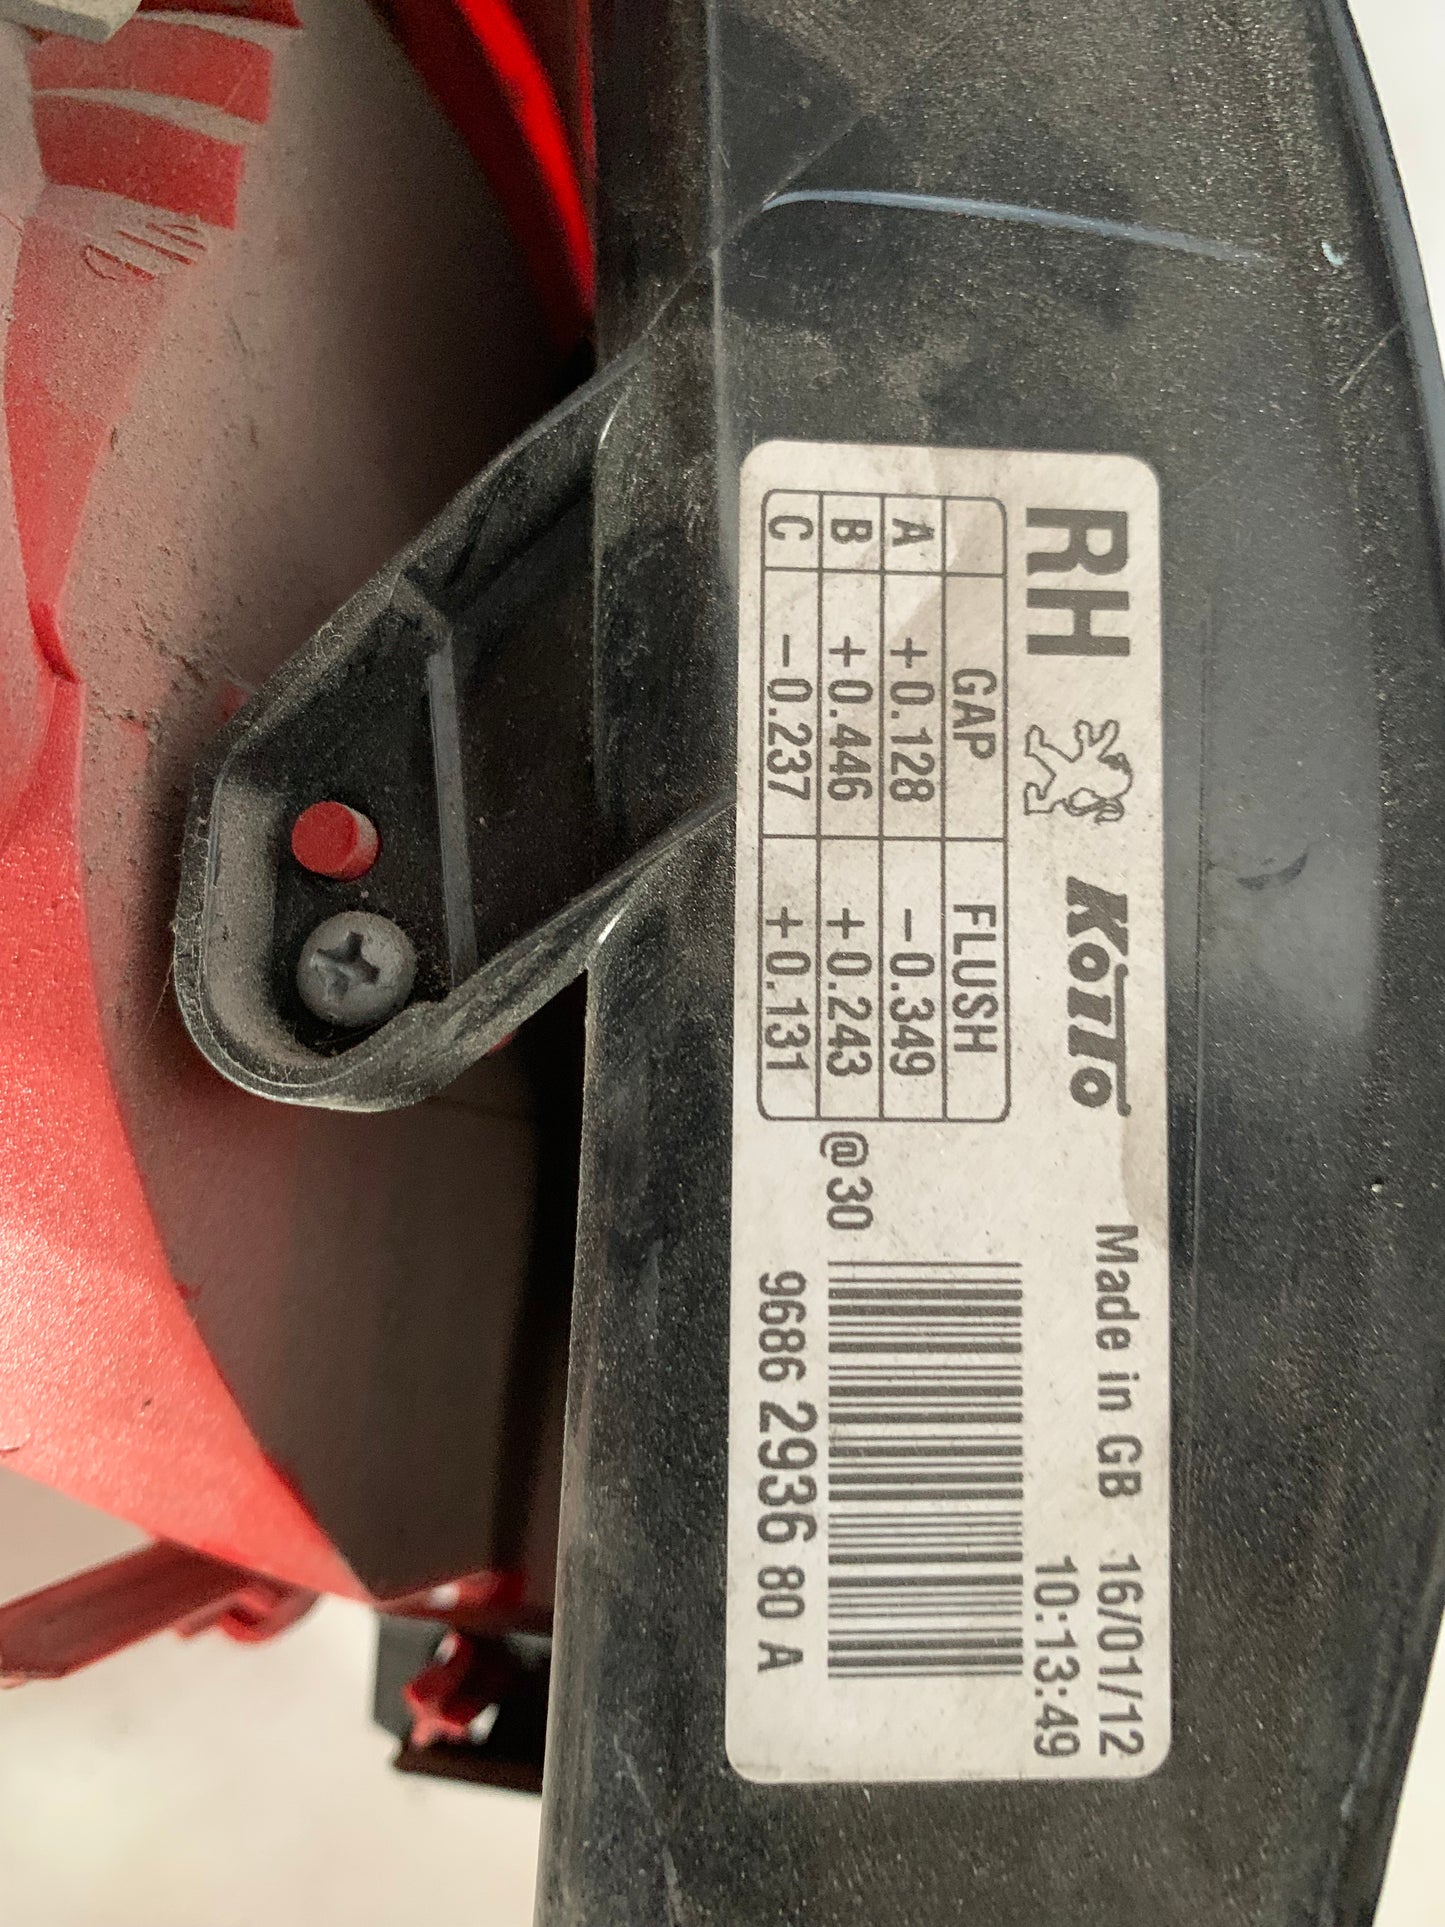 RH KOITO Made in GB 16/01/12
10:13:49
GAP FLUSH
A +0.128 -0.349
B +0.446 +0.243
C -0.237 +0.131
@30
9686 2936 80 A